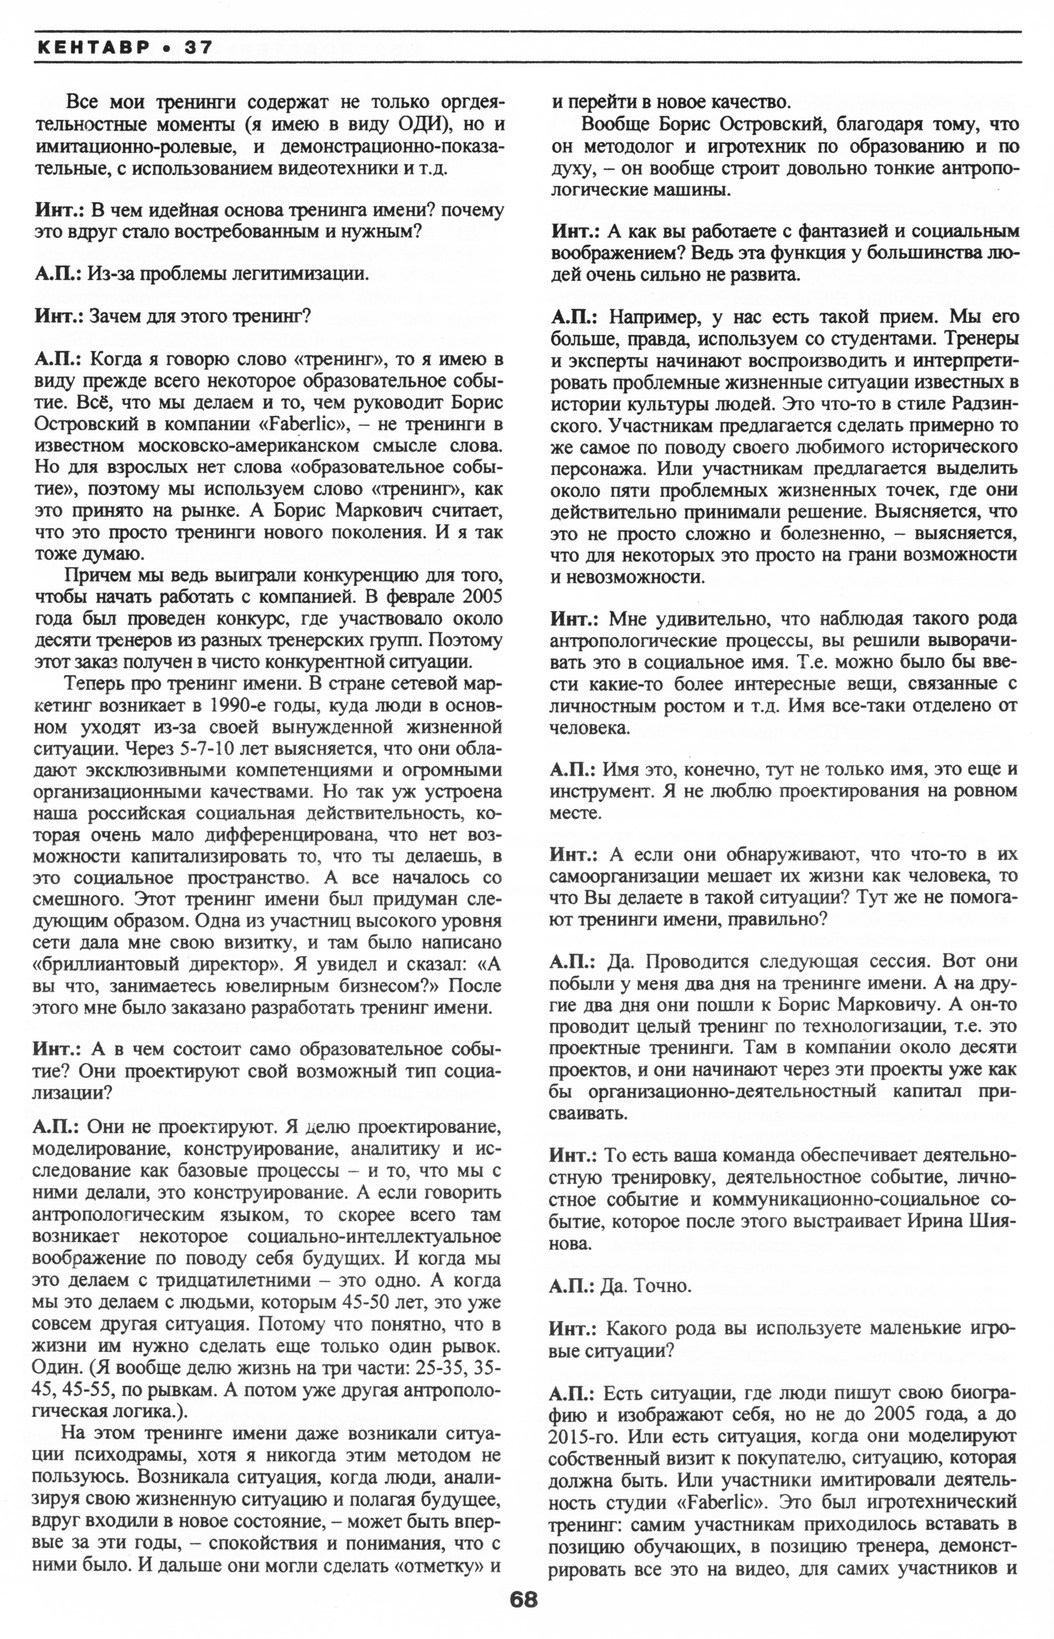 КЕНТАВР • 37
Все мои тренинги содержат не только оргдея-
тельностные моменты (я имею в виду ОДИ), но и
имитационно-ролевые, и демонстрационно-показа-
тельные, с использованием видеотехники и т.д.
Инт.: В чем идейная основа тренинга имени? почему
это вдруг стало востребованным и нужным?
А.П.: Из-за проблемы легитимизации.
Инт.: Зачем для этого тренинг?
А.П.: Когда я говорю слово «тренинг», то я имею в
виду прежде всего некоторое образовательное собы-
тие. Всё, что мы делаем и то, чем руководит Борис
Островский в компании «Faberlic», – не тренинги в
известном московско-американском смысле слова.
Но для взрослых нет слова «образовательное собы-
тие», поэтому мы используем слово «тренинг», как
это принято на рынке. А Борис Маркович считает,
что это просто тренинги нового поколения. И я так
тоже думаю.
Причем мы ведь выиграли конкуренцию для того,
чтобы начать работать с компанией. В феврале 2005
года был проведен конкурс, где участвовало около
десяти тренеров из разных тренерских групп. Поэтому
этот заказ получен в чисто конкурентной ситуации.
Теперь про тренинг имени. В стране сетевой мар-
кетинг возникает в 1990-е годы, куда люди в основ-
ном уходят из-за своей вынужденной жизненной
ситуации. Через 5-7-10 лет выясняется, что они обла-
дают эксклюзивными компетенциями и огромными
организационными качествами. Но так уж устроена
наша российская социальная действительность, ко-
торая очень мало дифференцирована, что нет воз-
можности капитализировать то, что ты делаешь, в
это социальное пространство. А все началось со
смешного. Этот тренинг имени был придуман сле-
дующим образом. Одна из участниц высокого уровня
сети дала мне свою визитку, и там было написано
«бриллиантовый директор». Я увидел и сказал: «А
вы что, занимаетесь ювелирным бизнесом?» После
этого мне было заказано разработать тренинг имени.
Инт.: А в чем состоит само образовательное собы-
тие? Они проектируют свой возможный тип социа-
лизации?
А.П.: Они не проектируют. Я делю проектирование,
моделирование, конструирование, аналитику и ис-
следование как базовые процессы – и то, что мы с
ними делали, это конструирование. А если говорить
антропологическим языком, то скорее всего там
возникает некоторое социально-интеллектуальное
воображение по поводу себя будущих. И когда мы
это делаем с тридцатилетними – это одно. А когда
мы это делаем с людьми, которым 45-50 лет, это уже
совсем другая ситуация. Потому что понятно, что в
жизни им нужно сделать еще только один рывок.
Один. (Я вообще делю жизнь на три части: 25-35, 35-
45, 45-55, по рывкам. А потом уже другая антрополо-
гическая логика.).
На этом тренинге имени даже возникали ситуа-
ции психодрамы, хотя я никогда этим методом не
пользуюсь. Возникала ситуация, когда люди, анали-
зируя свою жизненную ситуацию и полагая будущее,
вдруг входили в новое состояние, – может быть впер-
вые за эти годы, – спокойствия и понимания, что с
ними было. И дальше они могли сделать «отметку» и
и перейти в новое качество.
Вообще Борис Островский, благодаря тому, что
он методолог и игротехник по образованию и по
духу, – он вообще строит довольно тонкие антропо-
логические машины.
Инт.: А как вы работаете с фантазией и социальным
воображением? Ведь эта функция у большинства лю-
дей очень сильно не развита.
А.П.: Например, у нас есть такой прием. Мы его
больше, правда, используем со студентами. Тренеры
и эксперты начинают воспроизводить и интерпрети-
ровать проблемные жизненные ситуации известных в
истории культуры людей. Это что-то в стиле Радзин-
ского. Участникам предлагается сделать примерно то
же самое по поводу своего любимого исторического
персонажа. Или участникам предлагается выделить
около пяти проблемных жизненных точек, где они
действительно принимали решение. Выясняется, что
это не просто сложно и болезненно, – выясняется,
что для некоторых это просто на грани возможности
и невозможности.
Инт.: Мне удивительно, что наблюдая такого рода
антропологические процессы, вы решили выворачи-
вать это в социальное имя. Т.е. можно было бы вве-
сти какие-то более интересные вещи, связанные с
личностным ростом и т.д. Имя все-таки отделено от
человека.
А.П.: Имя это, конечно, тут не только имя, это еще и
инструмент. Я не люблю проектирования на ровном
месте.
Инт.: А если они обнаруживают, что что-то в их
самоорганизации мешает их жизни как человека, то
что Вы делаете в такой ситуации? Тут же не помога-
ют тренинги имени, правильно?
А.П.: Да. Проводится следующая сессия. Вот они
побыли у меня два дня на тренинге имени. А на дру-
гие два дня они пошли к Борис Марковичу. А он-то
проводит целый тренинг по технологизации, т.е. это
проектные тренинги. Там в компании около десяти
проектов, и они начинают через эти проекты уже как
бы организационно-деятельностный капитал при-
сваивать.
Инт.: То есть ваша команда обеспечивает деятельно-
стную тренировку, деятельностное событие, лично-
стное событие и коммуникационно-социальное со-
бытие, которое после этого выстраивает Ирина Шия-
нова.
А.П.: Да. Точно.
Инт.: Какого рода вы используете маленькие игро-
вые ситуации?
А.П.: Есть ситуации, где люди пишут свою биогра-
фию и изображают себя, но не до 2005 года, а до
2015-го. Или есть ситуация, когда они моделируют
собственный визит к покупателю, ситуацию, которая
должна быть. Или участники имитировали деятель-
ность студии «Faberlic». Это был игротехнический
тренинг: самим участникам приходилось вставать в
позицию обучающих, в позицию тренера, демонст-
рировать все это на видео, для самих участников и
68